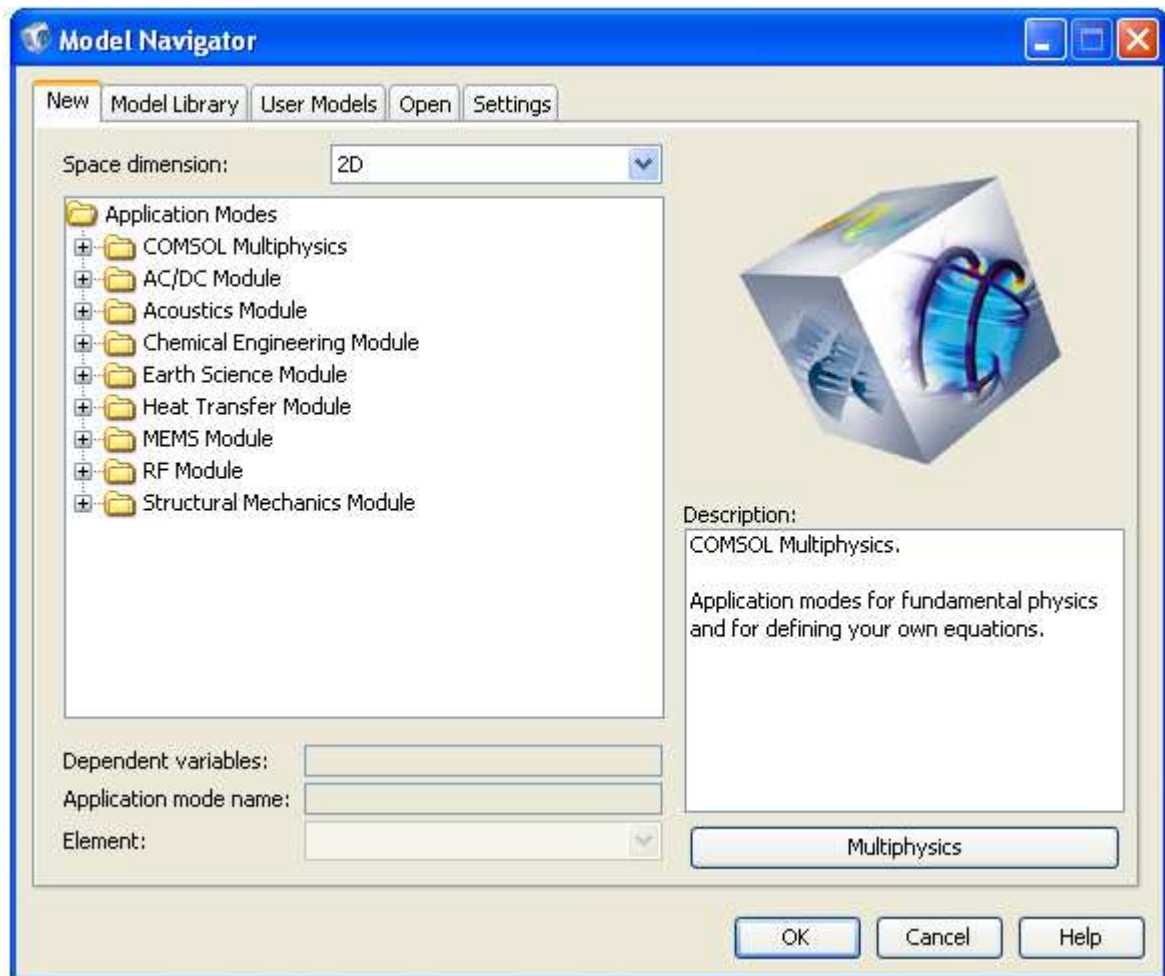 Model Navigator
New Model Library User Models Open Settings
Space dimension: 2D
Application Modes
COMSOL Multiphysics
AC/DC Module
Acoustics Module
Chemical Engineering Module
Earth Science Module
Heat Transfer Module
MEMS Module
RF Module
Structural Mechanics Module
Description:
COMSOL Multiphysics.
Application modes for fundamental physics
and for defining your own equations.
Dependent variables:
Application mode name:
Element:
Multiphysics
OK Cancel Help